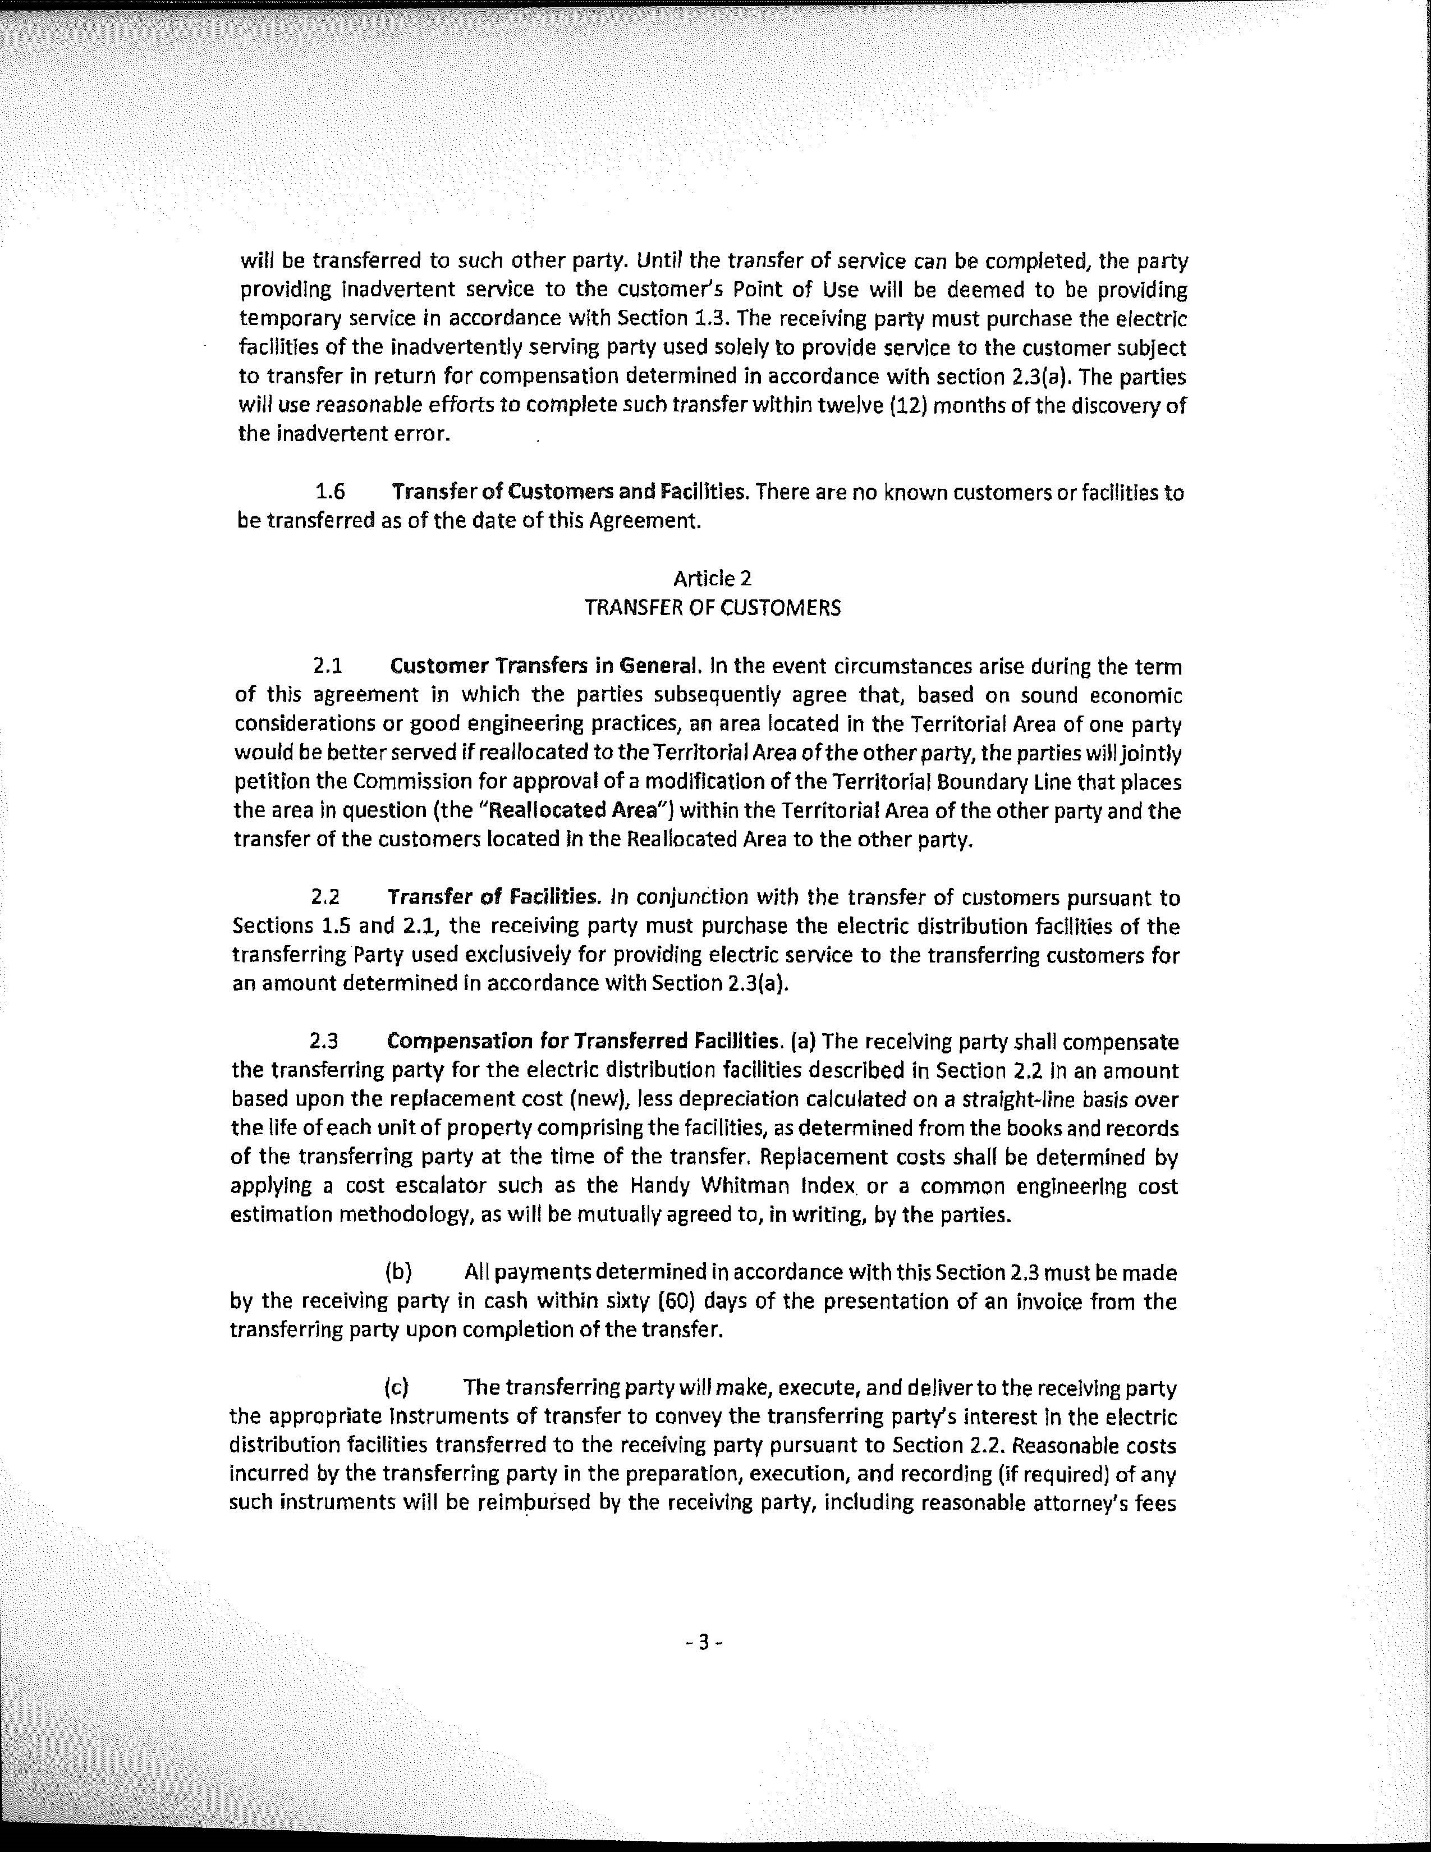 will be transferred to such other party. Until the transfer of service can be completed, the party
providing inadvertent service to the customer's Point of Use will be deemed to be providing
temporary service in accordance with Section 1.3. The receiving party must purchase the electric
facilities of the inadvertently serving party used solely to provide service to the customer subject
to transfer in return for compensation determined in accordance with section 2.3(a). The parties
will use reasonable efforts to complete such transfer within twelve (12) months of the discovery of
the inadvertent error.
1.6 Transfer of Customers and Facilities. There are no known customers or facilities to
be transferred as of the date of this Agreement.
Article 2
TRANSFER OF CUSTOMERS
2.1 Customer Transfers in General. In the event circumstances arise during the term
of this agreement in which the parties subsequently agree that, based on sound economic
considerations or good engineering practices, an area located in the Territorial Area of one party
would be better served if reallocated to the Territorial Area of the other party, the parties will jointly
petition the Commission for approval of a modification of the Territorial Boundary Line that places
the area in question (the "Reallocated Area") within the Territorial Area of the other party and the
transfer of the customers located in the Reallocated Area to the other party.
2.2 Transfer of Facilities. In conjunction with the transfer of customers pursuant to
Sections 1.5 and 2.1, the receiving party must purchase the electric distribution facilities of the
transferring Party used exclusively for providing electric service to the transferring customers for
an amount determined in accordance with Section 2.3(a).
2.3 Compensation for Transferred Facilities. (a) The receiving party shall compensate
the transferring party for the electric distribution facilities described in Section 2.2 in an amount
based upon the replacement cost (new), less depreciation calculated on a straight-line basis over
the life of each unit of property comprising the facilities, as determined from the books and records
of the transferring party at the time of the transfer. Replacement costs shall be determined by
applying a cost escalator such as the Handy Whitman Index or a common engineering cost
estimation methodology, as will be mutually agreed to, in writing, by the parties.
(b) All payments determined in accordance with this Section 2.3 must be made
by the receiving party in cash within sixty (60) days of the presentation of an invoice from the
transferring party upon completion of the transfer.
(c) The transferring party will make, execute, and deliver to the receiving party
the appropriate instruments of transfer to convey the transferring party's interest in the electric
distribution facilities transferred to the receiving party pursuant to Section 2.2. Reasonable costs
incurred by the transferring party in the preparation, execution, and recording (if required) of any
such instruments will be reimbursed by the receiving party, including reasonable attorney's fees
- 3 -